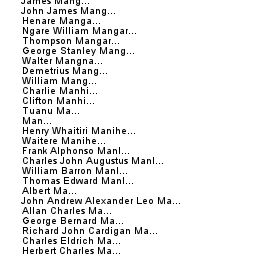 James Mang...
John James Mang...
Henare Manga...
Ngare William Mangar...
Thompson Mangar...
George Stanley Mang...
Walter Mangna...
Demetrius Mang...
William Mang...
Charlie Manhi...
Clifton Manhi...
Tuanu Ma...
Man...
Henry Whaitiri Manihe...
Waitere Manihe...
Frank Alphonso Manl...
Charles John Augustus Manl...
William Barron Manl...
Thomas Edward Manl...
Albert Ma...
John Andrew Alexander Leo Ma...
Allan Charles Ma...
George Bernard Ma...
Richard John Cardigan Ma...
Charles Eldrich Ma...
Herbert Charles Ma...